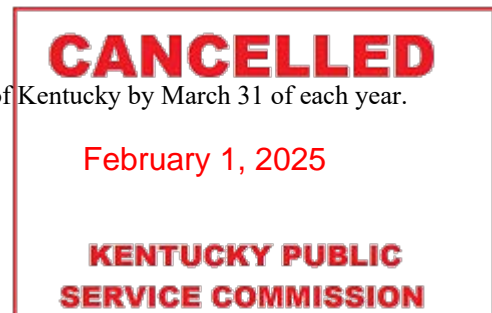 CANCELLED
of Kentucky by March 31 of each year.
February 1, 2025
KENTUCKY PUBLIC
SERVICE COMMISSION